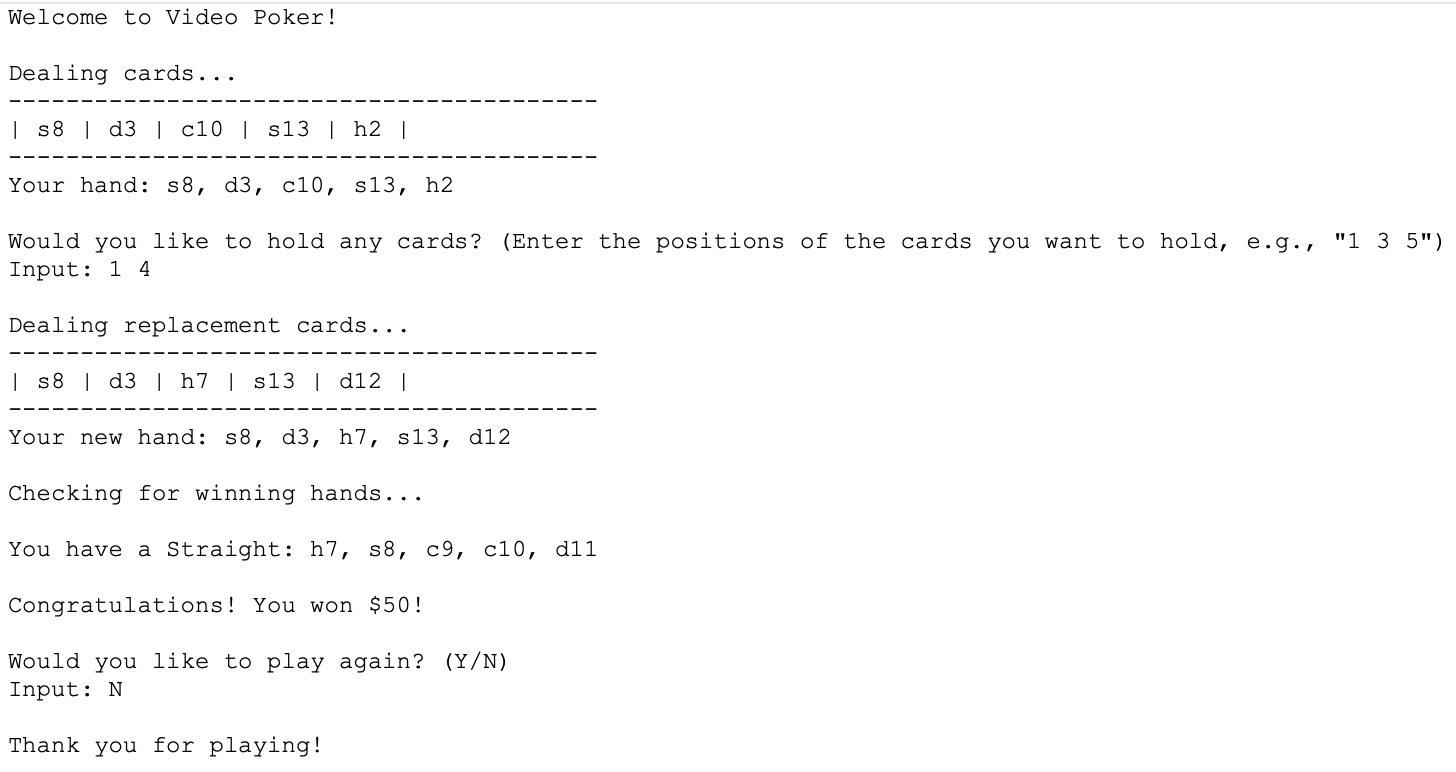 Welcome to Video Poker!
Dealing cards...
-----------------------------------------
| s8 | d3 | c10 | s13 | h2 |
-----------------------------------------
Your hand: s8, d3, c10, s13, h2
Would you like to hold any cards? (Enter the positions of the cards you want to hold, e.g., "1 3 5")
Input: 1 4
Dealing replacement cards...
-----------------------------------------
| s8 | d3 | h7 | s13 | d12 |
-----------------------------------------
Your new hand: s8, d3, h7, s13, d12
Checking for winning hands...
You have a Straight: h7, s8, c9, c10, d11
Congratulations! You won $50!
Would you like to play again? (Y/N)
Input: N
Thank you for playing!